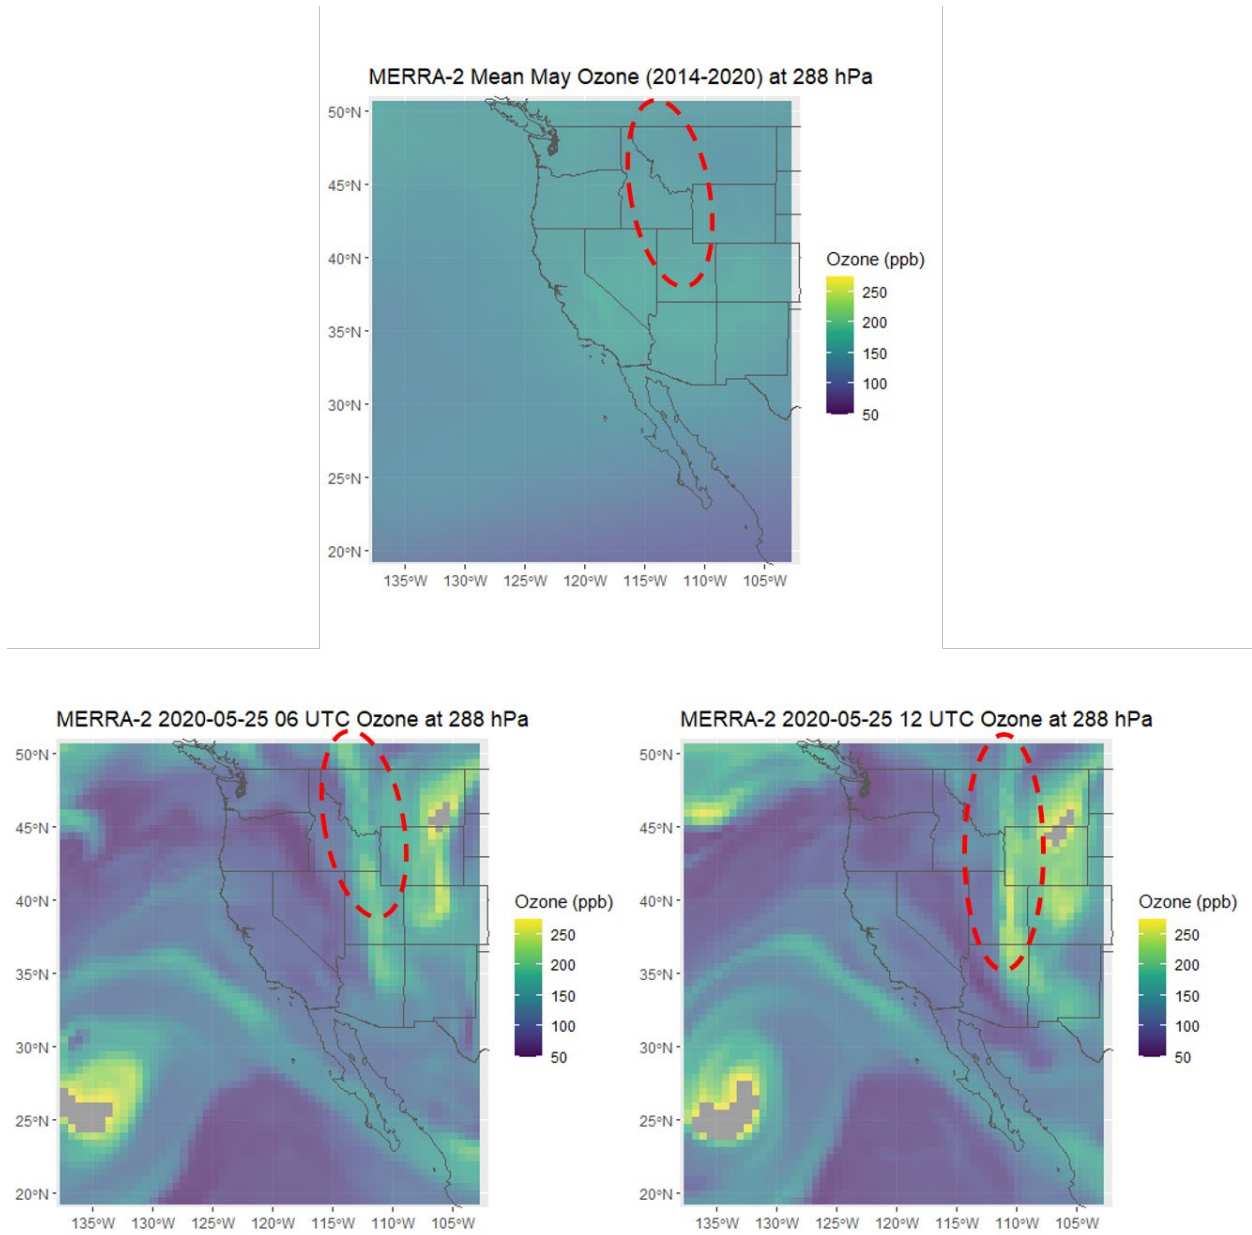 MERRA-2 Mean May Ozone (2014-2020) at 288 hPa
50°N
45°N
40°N
35°N
30°N
25°N
20°N
135°W 130°W 125°W 120°W 115°W 110°W 105°W
Ozone (ppb)
250
200
150
100
50
MERRA-2 2020-05-25 06 UTC Ozone at 288 hPa
50°N
45°N
40°N
35°N
30°N
25°N
20°N
135°W 130°W 125°W 120°W 115°W 110°W 105°W
Ozone (ppb)
250
200
150
100
50
MERRA-2 2020-05-25 12 UTC Ozone at 288 hPa
50°N
45°N
40°N
35°N
30°N
25°N
20°N
135°W 130°W 125°W 120°W 115°W 110°W 105°W
Ozone (ppb)
250
200
150
100
50